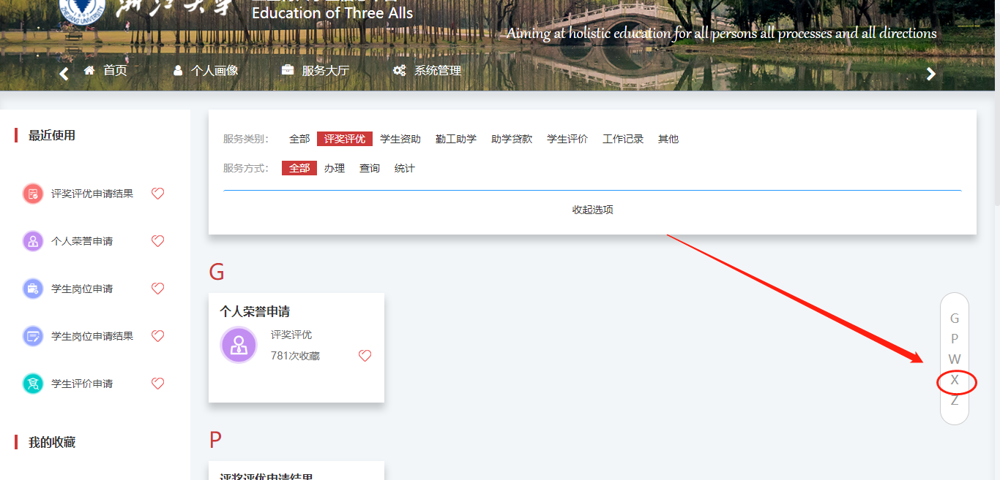 浙江大学
Education of Three Alls
Aiming at holistic education for all persons all processes and all directions
首页 个人画像 服务大厅 系统管理
最近使用
评奖评优申请结果
个人荣誉申请
学生岗位申请
学生岗位申请结果
学生评价申请
我的收藏
服务类别： 全部 评奖评优 学生资助 勤工助学 助学贷款 学生评价 工作记录 其他
服务方式： 全部 办理 查询 统计
收起选项
G
个人荣誉申请
评奖评优
781次收藏
P
评奖评优申请结果
G
P
W
X
Z